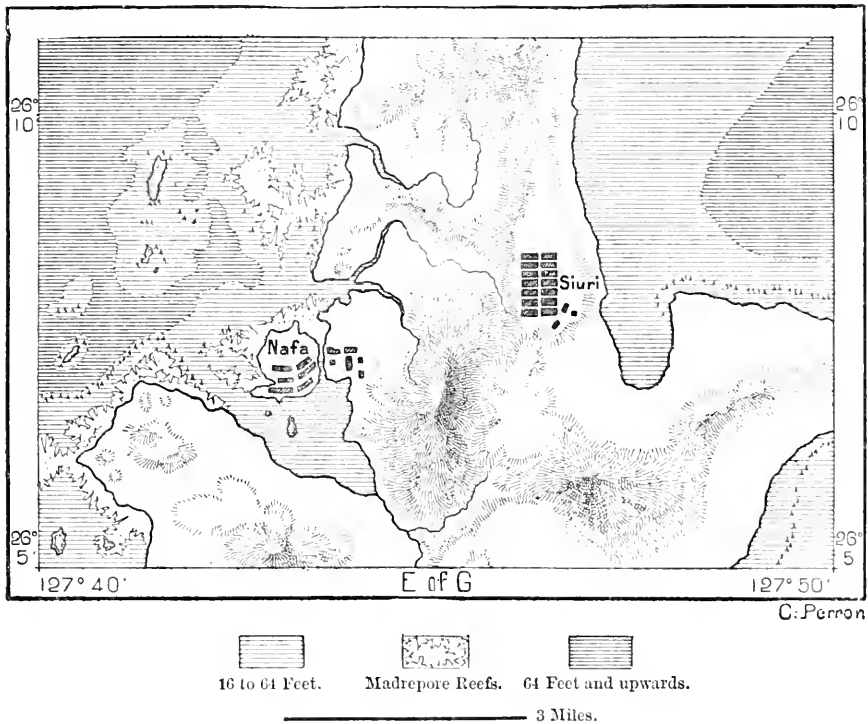 26°
10'
26°
10
Siuri
Nafa
26°
5'
26°
5'
127° 40'
E of G
127° 50'
C. Perron
16 to 64 Feet.
Madrepore Reefs.
64 Feet and upwards.
3 Miles.